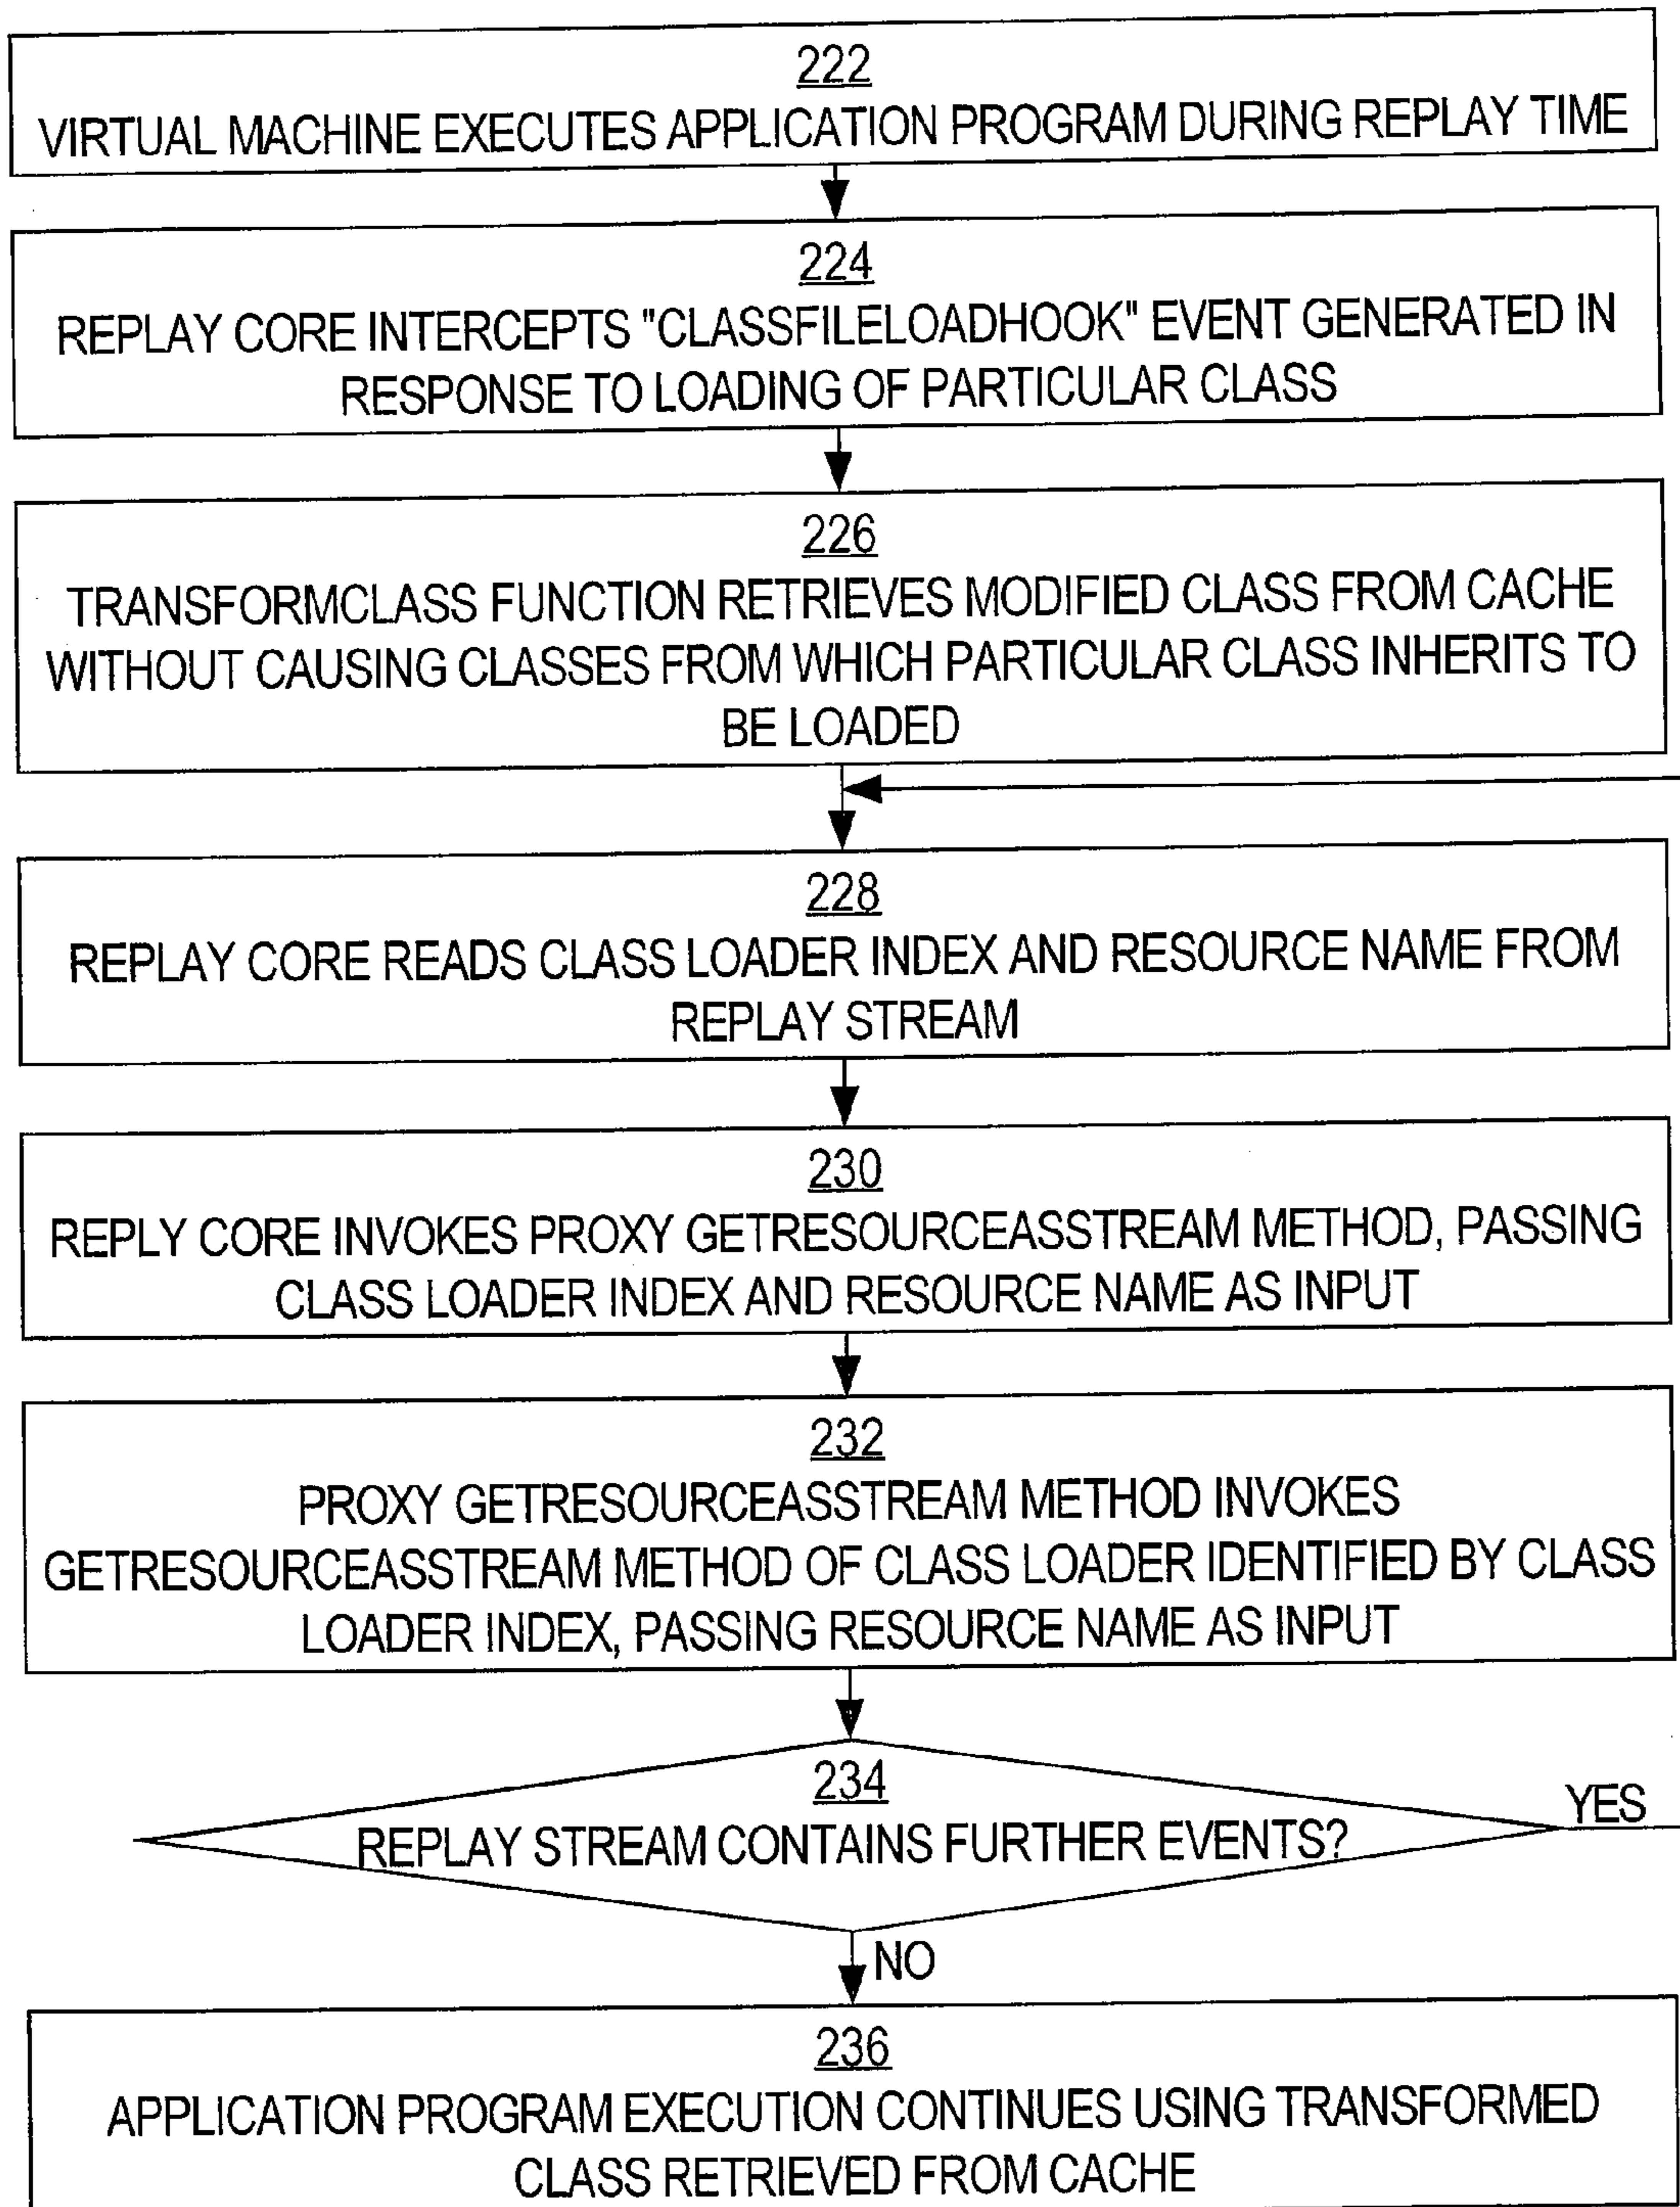 222
VIRTUAL MACHINE EXECUTES APPLICATION PROGRAM DURING REPLAY TIME
224
REPLAY CORE INTERCEPTS "CLASSFILELOADHOOK" EVENT GENERATED IN
RESPONSE TO LOADING OF PARTICULAR CLASS
226
TRANSFORMCLASS FUNCTION RETRIEVES MODIFIED CLASS FROM CACHE
WITHOUT CAUSING CLASSES FROM WHICH PARTICULAR CLASS INHERITS TO
BE LOADED
228
REPLAY CORE READS CLASS LOADER INDEX AND RESOURCE NAME FROM
REPLAY STREAM
230
REPLY CORE INVOKES PROXY GETRESOURCEASSTREAM METHOD, PASSING
CLASS LOADER INDEX AND RESOURCE NAME AS INPUT
232
PROXY GETRESOURCEASSTREAM METHOD INVOKES
GETRESOURCEASSTREAM METHOD OF CLASS LOADER IDENTIFIED BY CLASS
LOADER INDEX, PASSING RESOURCE NAME AS INPUT
234
REPLAY STREAM CONTAINS FURTHER EVENTS?
YES
NO
236
APPLICATION PROGRAM EXECUTION CONTINUES USING TRANSFORMED
CLASS RETRIEVED FROM CACHE